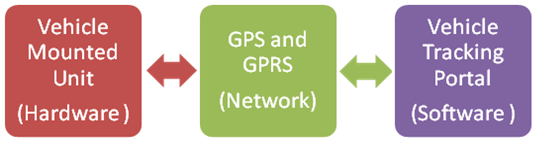 Vehicle
Mounted
Unit
(Hardware )
GPS and
GPRS
(Network)
Vehicle
Tracking
Portal
(Software )